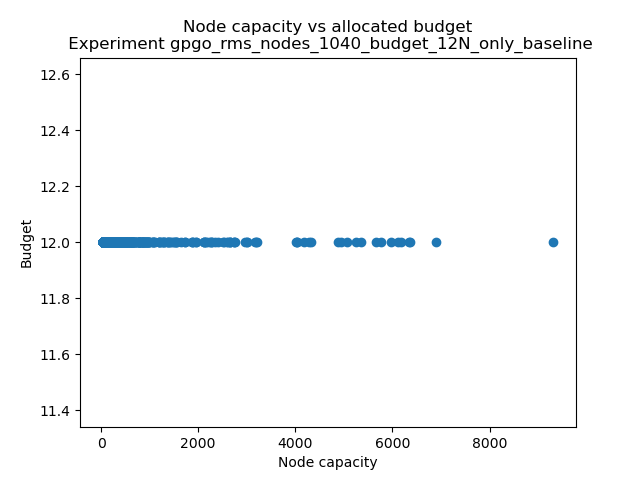 Node capacity vs allocated budget
Experiment gpgo_rms_nodes_1040_budget_12N_only_baseline
12.6
12.4
12.2
12.0
11.8
11.6
11.4
Budget
0 2000 4000 6000 8000
Node capacity